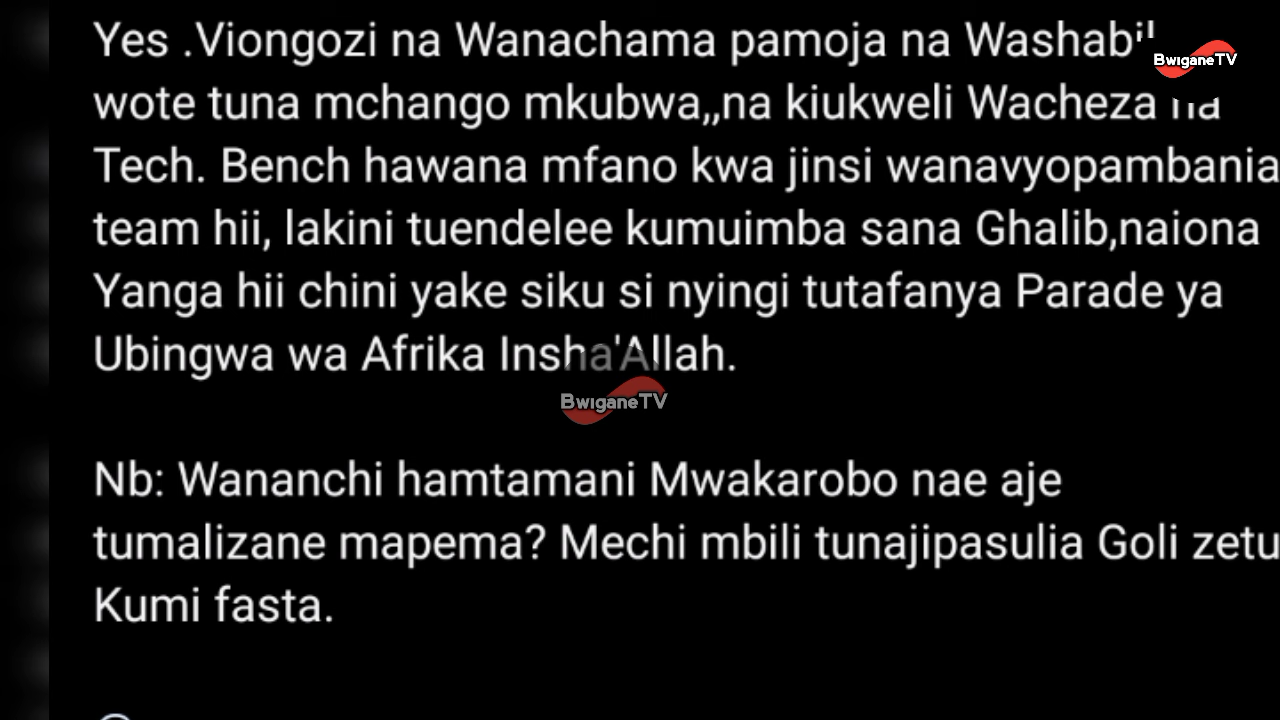 Yes .Viongozi na Wanachama pamoja na Washabil
BwiganeTV
wote tuna mchango mkubwa,,na kiukweli Wacheza na
Tech. Bench hawana mfano kwa jinsi wanavyopambania
team hii, lakini tuendelee kumuimba sana Ghalib,naiona
Yanga hii chini yake siku si nyingi tutafanya Parade ya
Ubingwa wa Afrika Insha'Allah.
BwiganeTV
Nb: Wananchi hamtamani Mwakarobo nae aje
tumalizane mapema? Mechi mbili tunajipasulia Goli zetu
Kumi fasta.